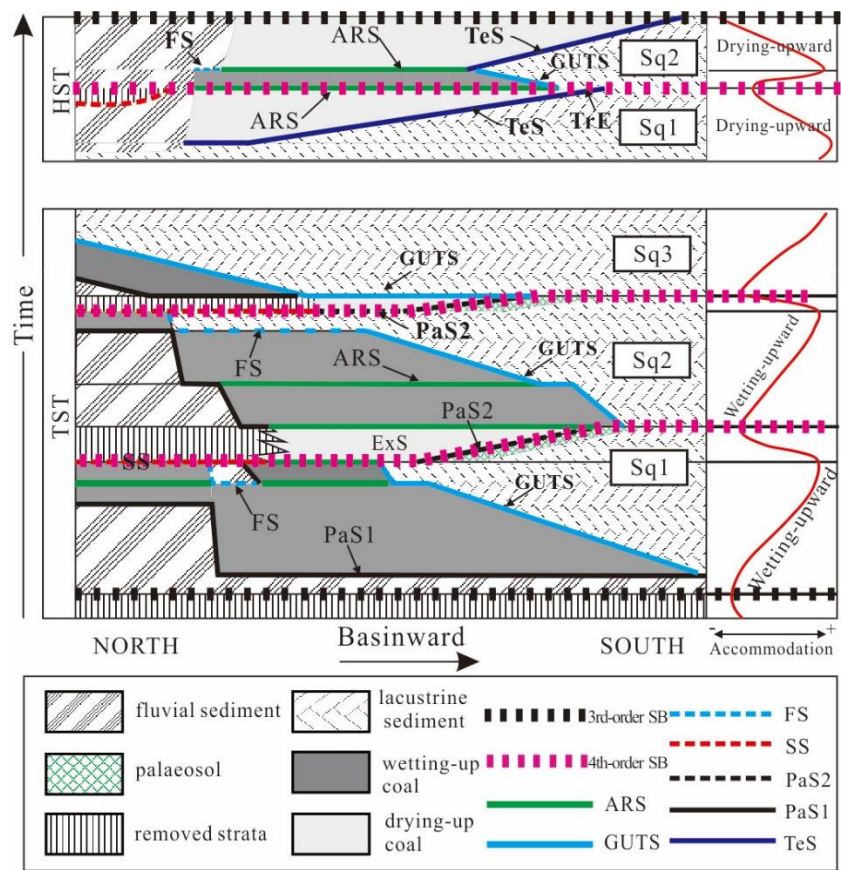 FS
ARS
TeS
Sq2
Drying-upward
GUTS
HST
ARS
TeS
TrE
Sq1
Drying-upward
Time
Sq3
GUTS
PaS2
FS
ARS
Sq2
GUTS
Wetting-upward
TST
PaS2
ExS
SS
Sq1
FS
GUTS
PaS1
Wetting-upward
NORTH
Basinward
SOUTH
- +
Accommodation
fluvial sediment
lacustrine
sediment
3rd-order SB
FS
palaeosol
wetting-up
coal
4th-order SB
SS
PaS2
removed strata
drying-up
coal
ARS
PaS1
GUTS
TeS